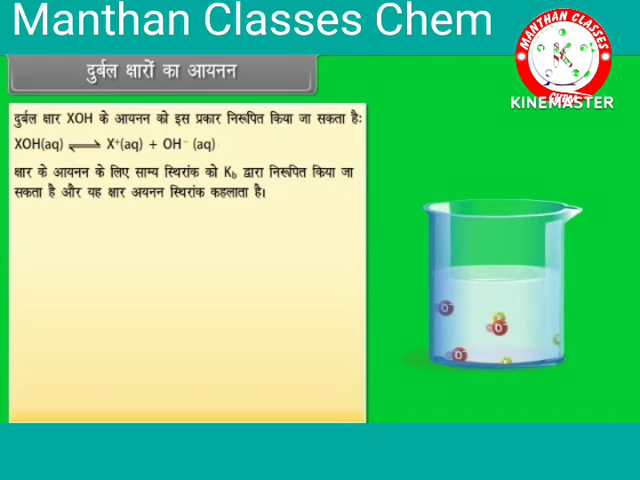 Manthan Classes Chem
MANTHAN CLASSES
K
CHEM
KINEMASTER
दुर्बल क्षारों का आयनन
दुर्बल क्षार XOH के आयनन को इस प्रकार निरूपित किया जा सकता है:
XOH(aq) ⇌ X⁺(aq) + OH⁻ (aq)
क्षार के आयनन के लिए साम्य स्थिरांक को K_b द्वारा निरूपित किया जा
सकता है और यह क्षार अयनन स्थिरांक कहलाता है।